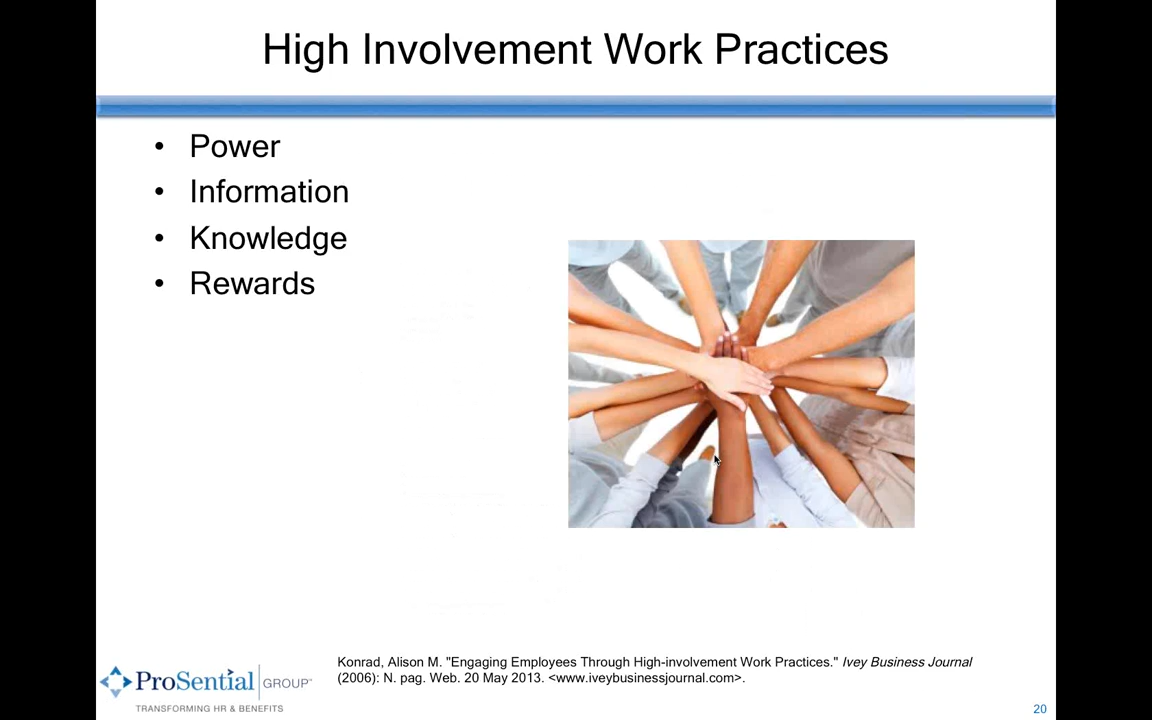 High Involvement Work Practices
• Power
• Information
• Knowledge
• Rewards
Konrad, Alison M. "Engaging Employees Through High-involvement Work Practices." Ivey Business Journal
(2006): N. pag. Web. 20 May 2013. <www.iveybusinessjournal.com>.
ProSential GROUP™
TRANSFORMING HR & BENEFITS
20